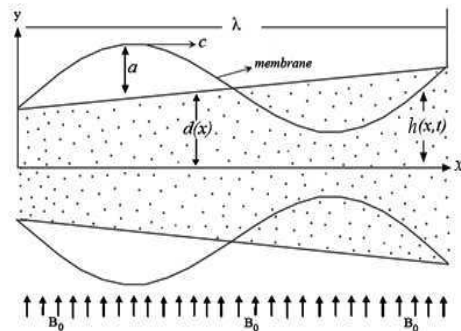 y
λ
c
membrane
a
d(x)
h(x,t)
X
B₀ B₀ B₀